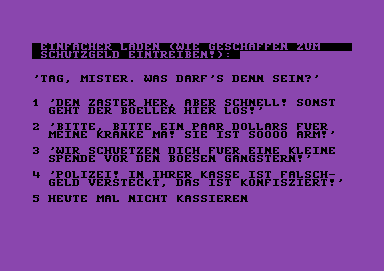 EINFACHER LADEN (WIE GESCHAFFEN ZUM
SCHUTZGELD EINTREIBEN!):
'TAG, MISTER. WAS DARF'S DENN SEIN?'
1 'DEN ZASTER HER, ABER SCHNELL! SONST
GEHT DER BOELLER HIER LOS!'
2 'BITTE, BITTE EIN PAAR DOLLARS FUER
MEINE KRANKE MA! SIE IST SOOOO ARM!'
3 'WIR SCHUETZEN DICH FUER EINE KLEINE
SPENDE VOR DEN BOESEN GANGSTERN!'
4 'POLIZEI! IN IHRER KASSE IST FALSCH-
GELD VERSTECKT, DAS IST KONFISZIERT!'
5 HEUTE MAL NICHT KASSIEREN